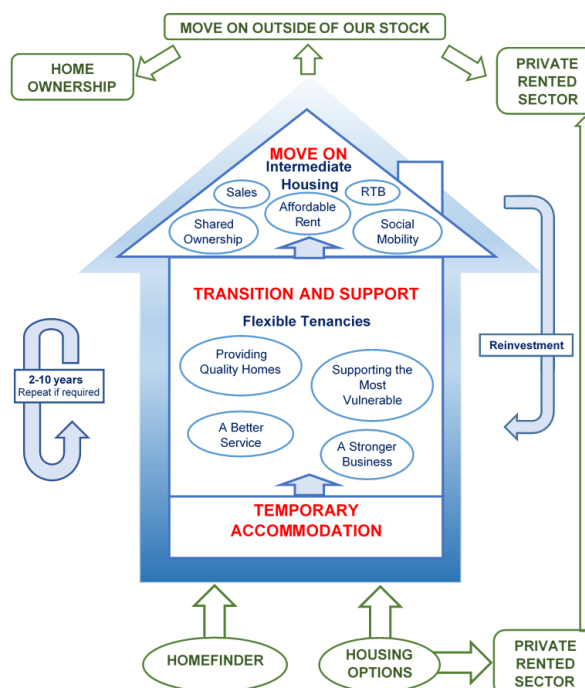 MOVE ON OUTSIDE OF OUR STOCK
HOME
OWNERSHIP
PRIVATE
RENTED
SECTOR
MOVE ON
Intermediate
Housing
Sales
RTB
Affordable
Rent
Shared
Ownership
Social
Mobility
TRANSITION AND SUPPORT
Flexible Tenancies
Reinvestment
Providing
Quality Homes
Supporting the
Most
Vulnerable
2-10 years
Repeat if required
A Better
Service
A Stronger
Business
TEMPORARY
ACCOMMODATION
HOMEFINDER
HOUSING
OPTIONS
PRIVATE
RENTED
SECTOR